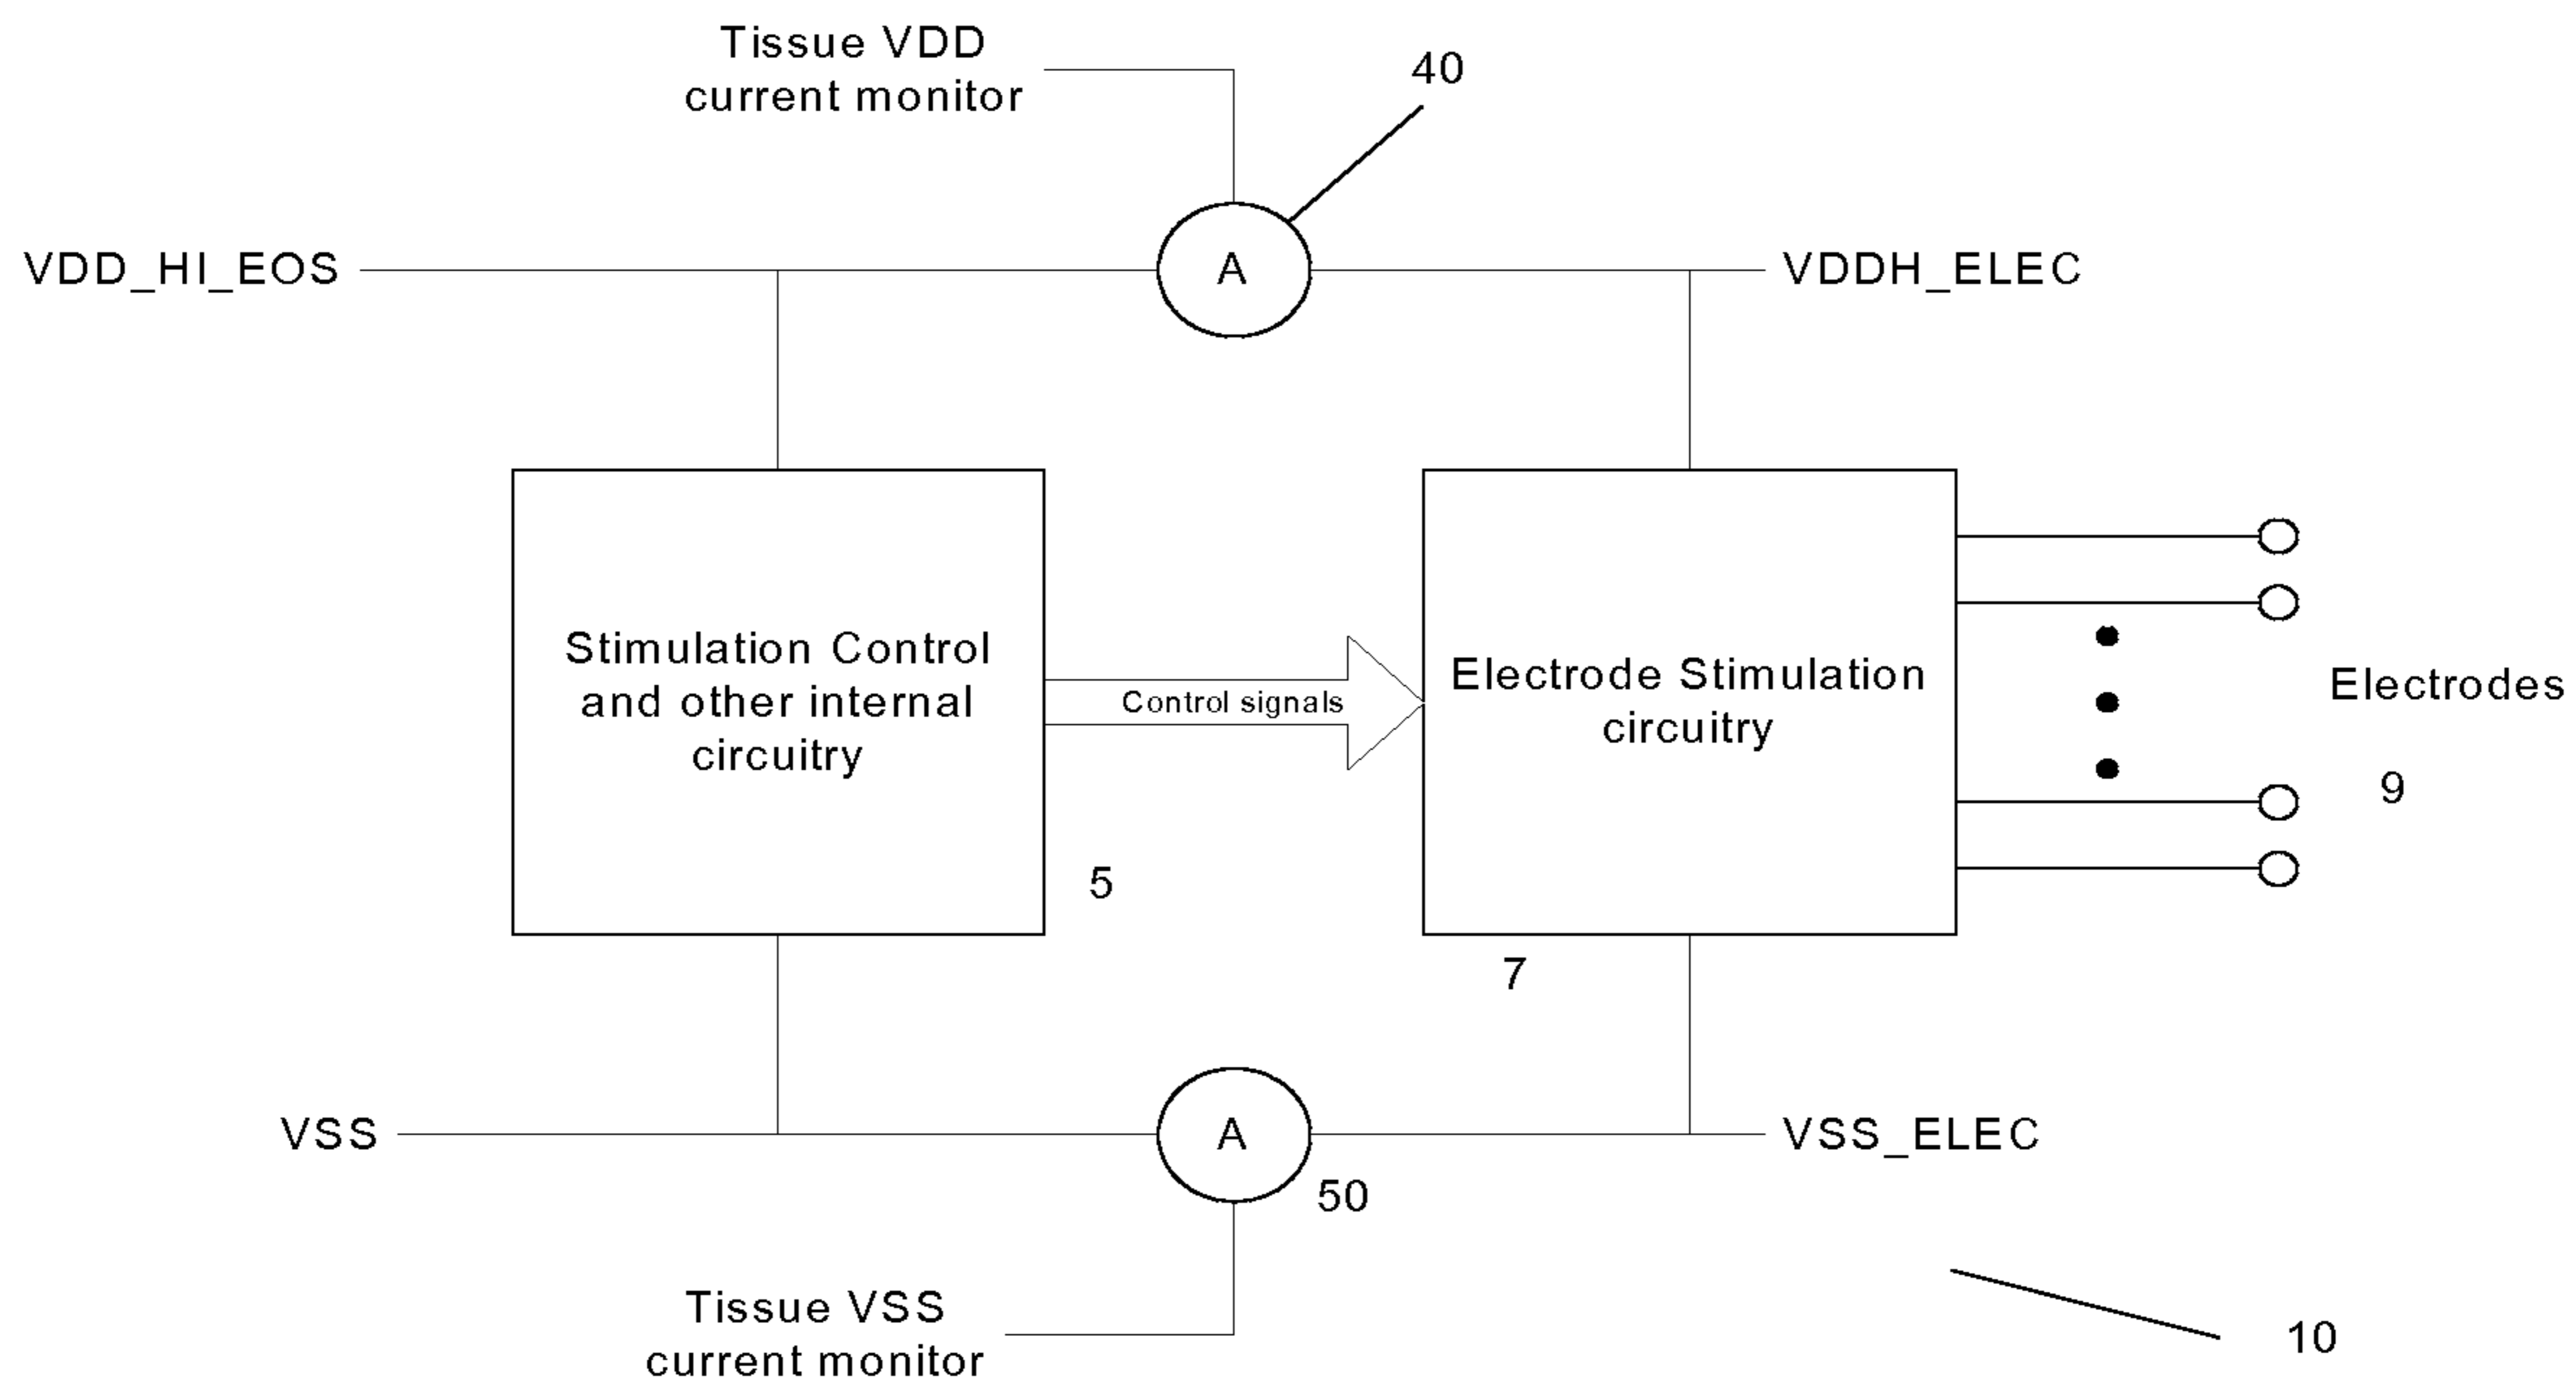 Tissue VDD
current monitor
40
VDD_HI_EOS
A
VDDH_ELEC
Stimulation Control
and other internal
circuitry
Control signals
Electrode Stimulation
circuitry
Electrodes
9
5
7
VSS
A
VSS_ELEC
50
Tissue VSS
current monitor
10